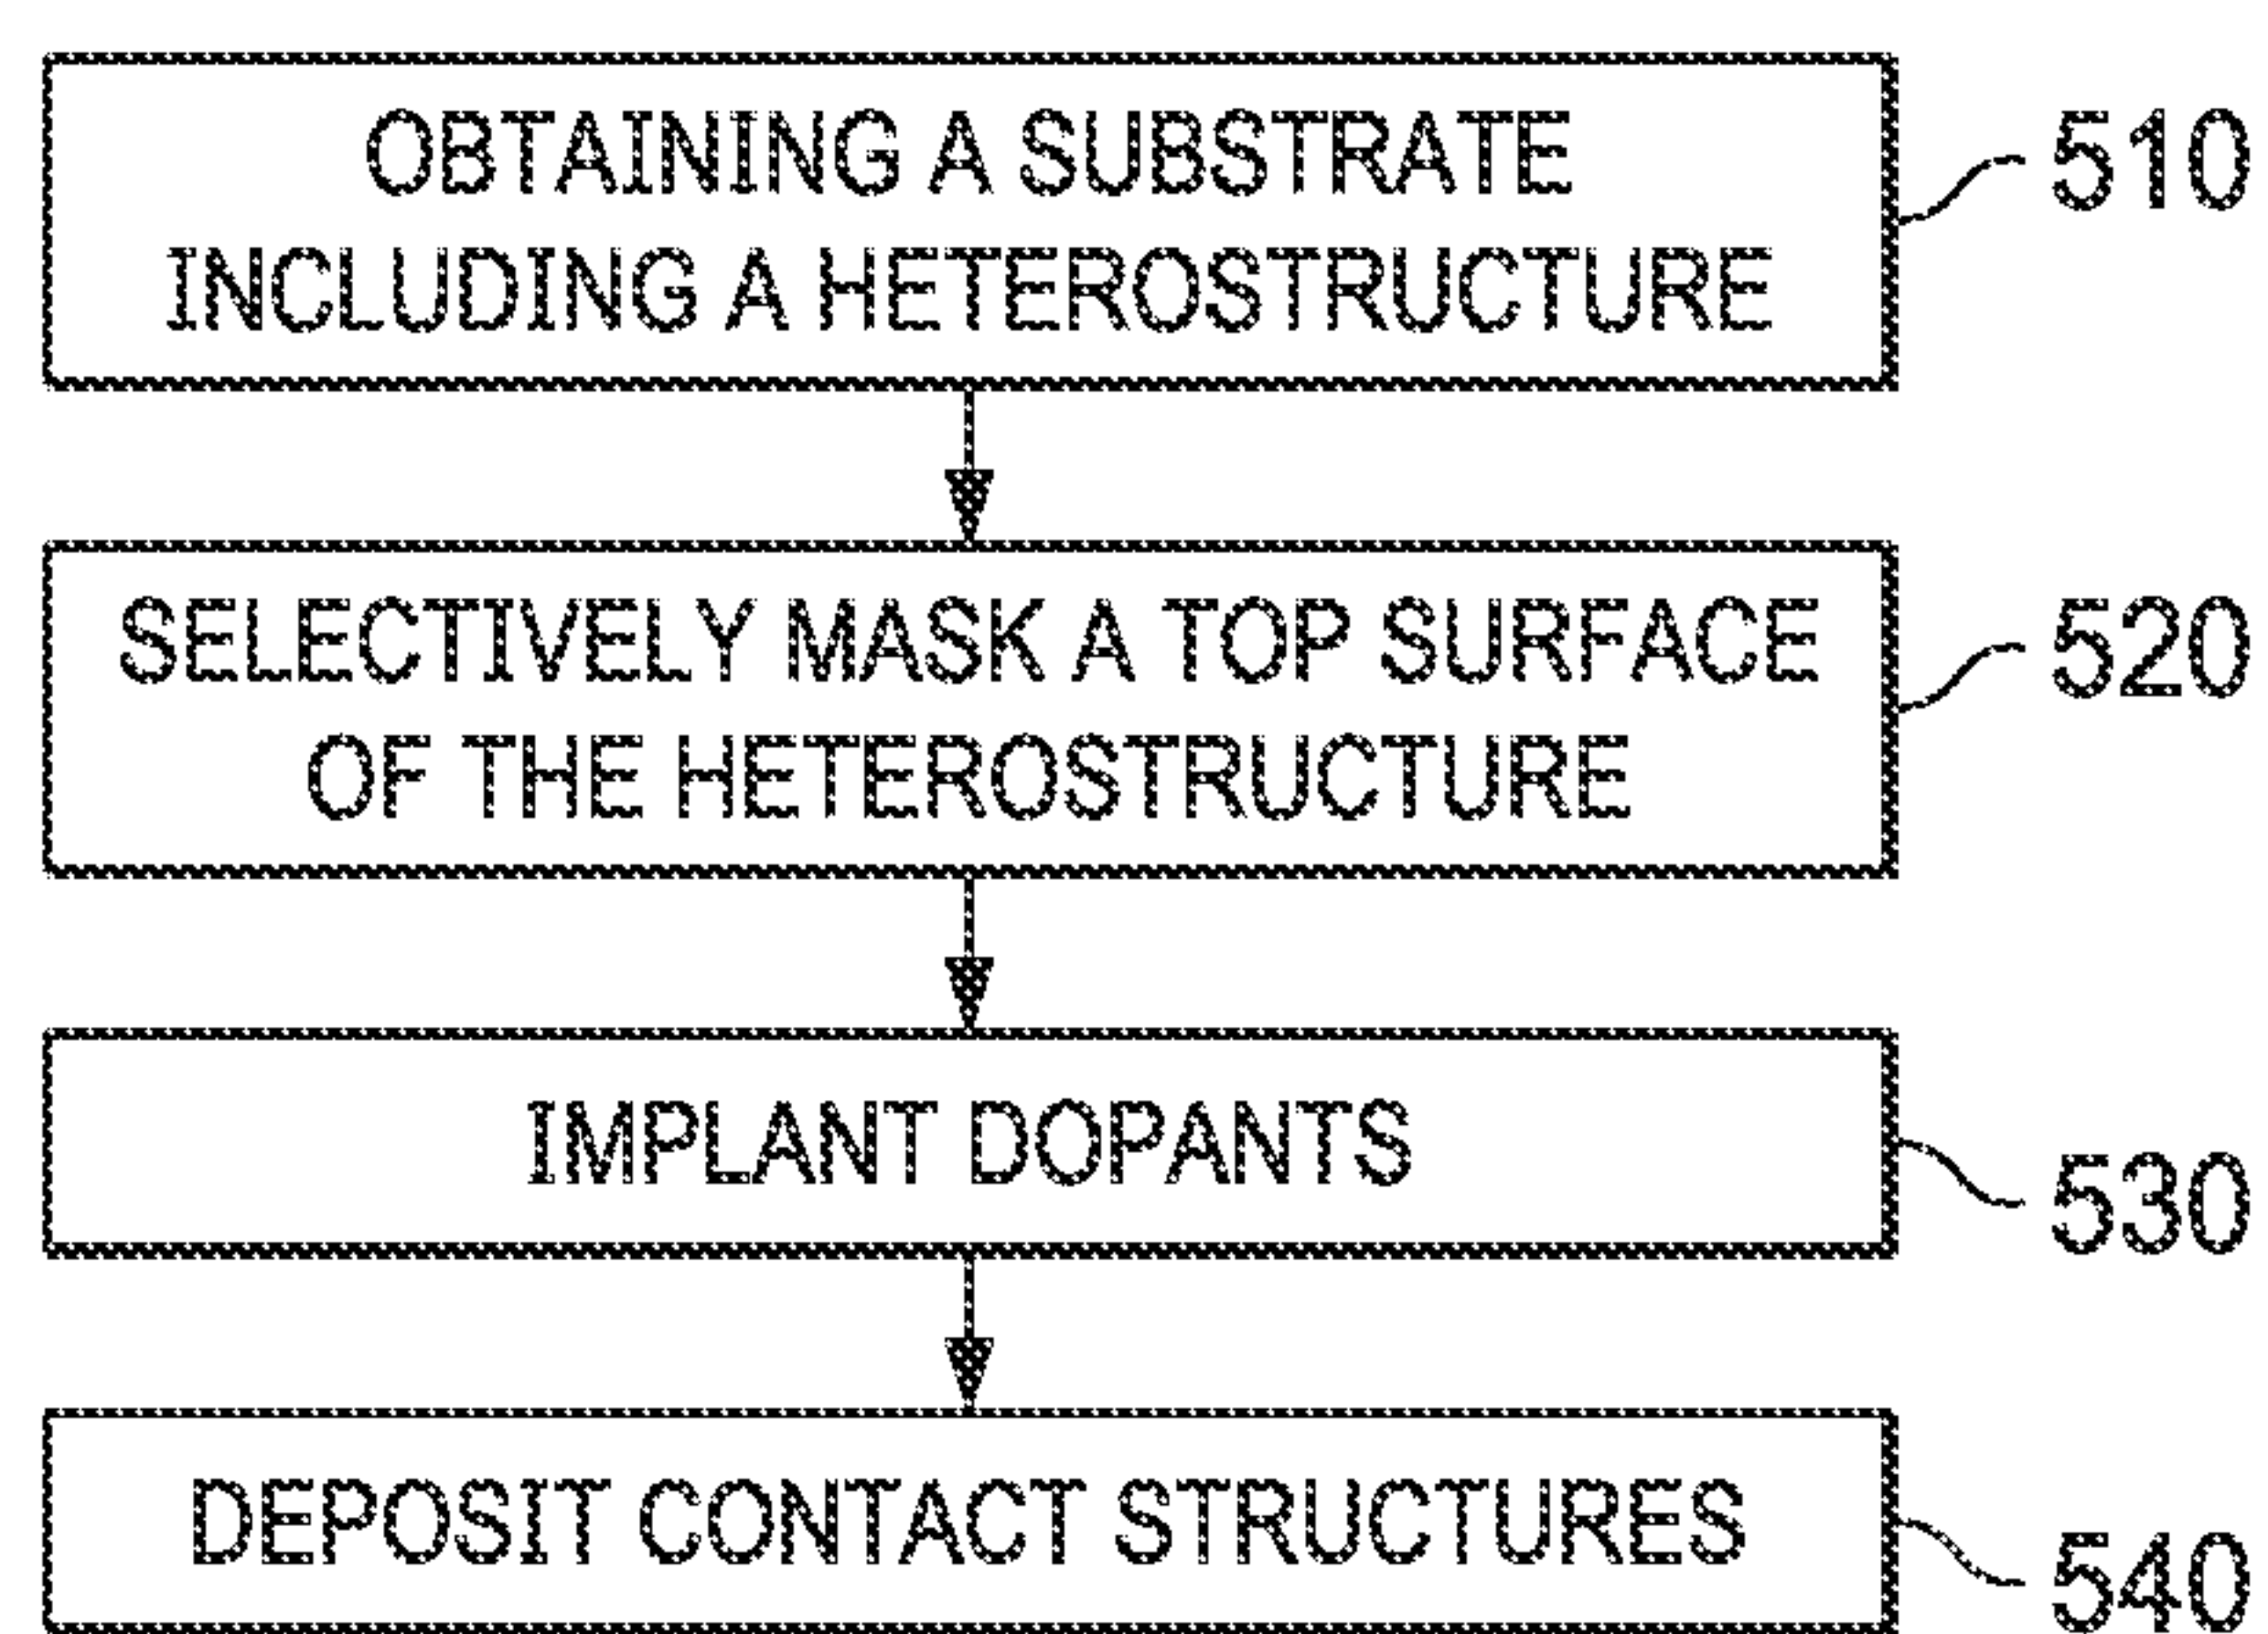 OBTAINING A SUBSTRATE
INCLUDING A HETEROSTRUCTURE
510
SELECTIVELY MASK A TOP SURFACE
OF THE HETEROSTRUCTURE
520
IMPLANT DOPANTS
530
DEPOSIT CONTACT STRUCTURES
540